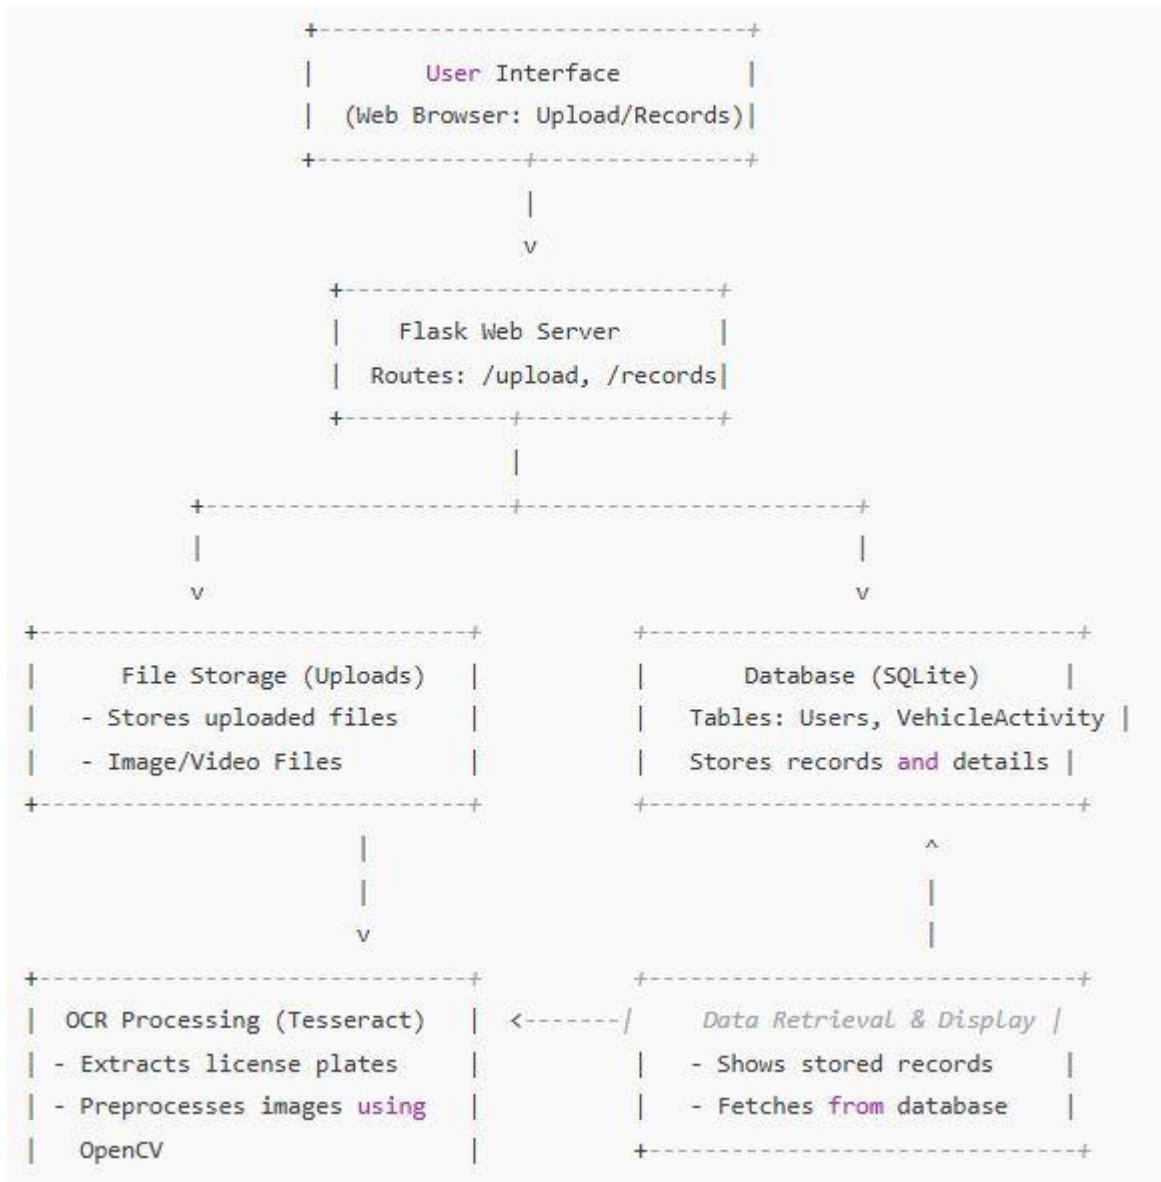 User Interface
(Web Browser: Upload/Records)
Flask Web Server
Routes: /upload, /records
File Storage (Uploads)
- Stores uploaded files
- Image/Video Files
Database (SQLite)
Tables: Users, VehicleActivity
Stores records and details
OCR Processing (Tesseract)
- Extracts license plates
- Preprocesses images using
OpenCV
Data Retrieval & Display
- Shows stored records
- Fetches from database